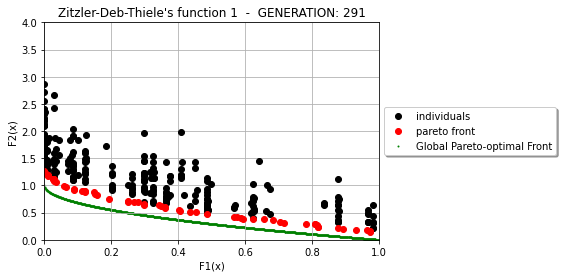 Zitzler-Deb-Thiele's function 1 - GENERATION: 291
4.0
3.5
3.0
2.5
2.0
1.5
1.0
0.5
0.0
F2(x)
0.0 0.2 0.4 0.6 0.8 1.0
F1(x)
individuals
pareto front
Global Pareto-optimal Front